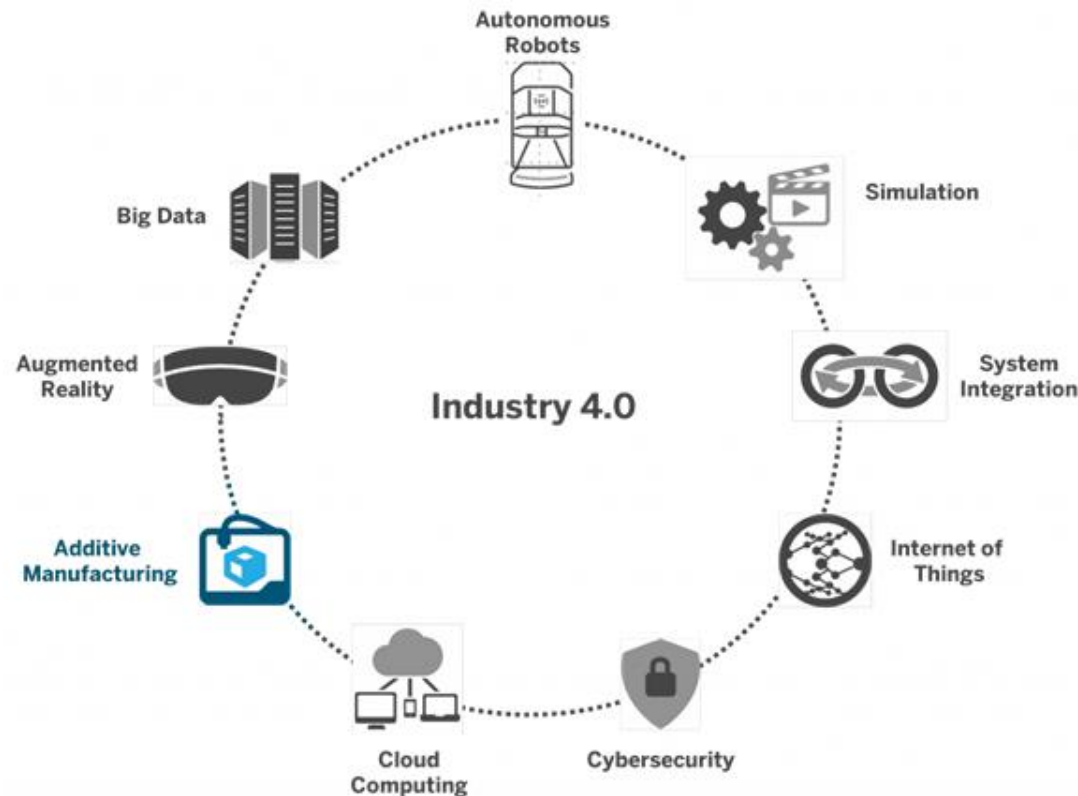 Autonomous
Robots
Simulation
System
Integration
Internet of
Things
Cybersecurity
Cloud
Computing
Additive
Manufacturing
Augmented
Reality
Big Data
Industry 4.0